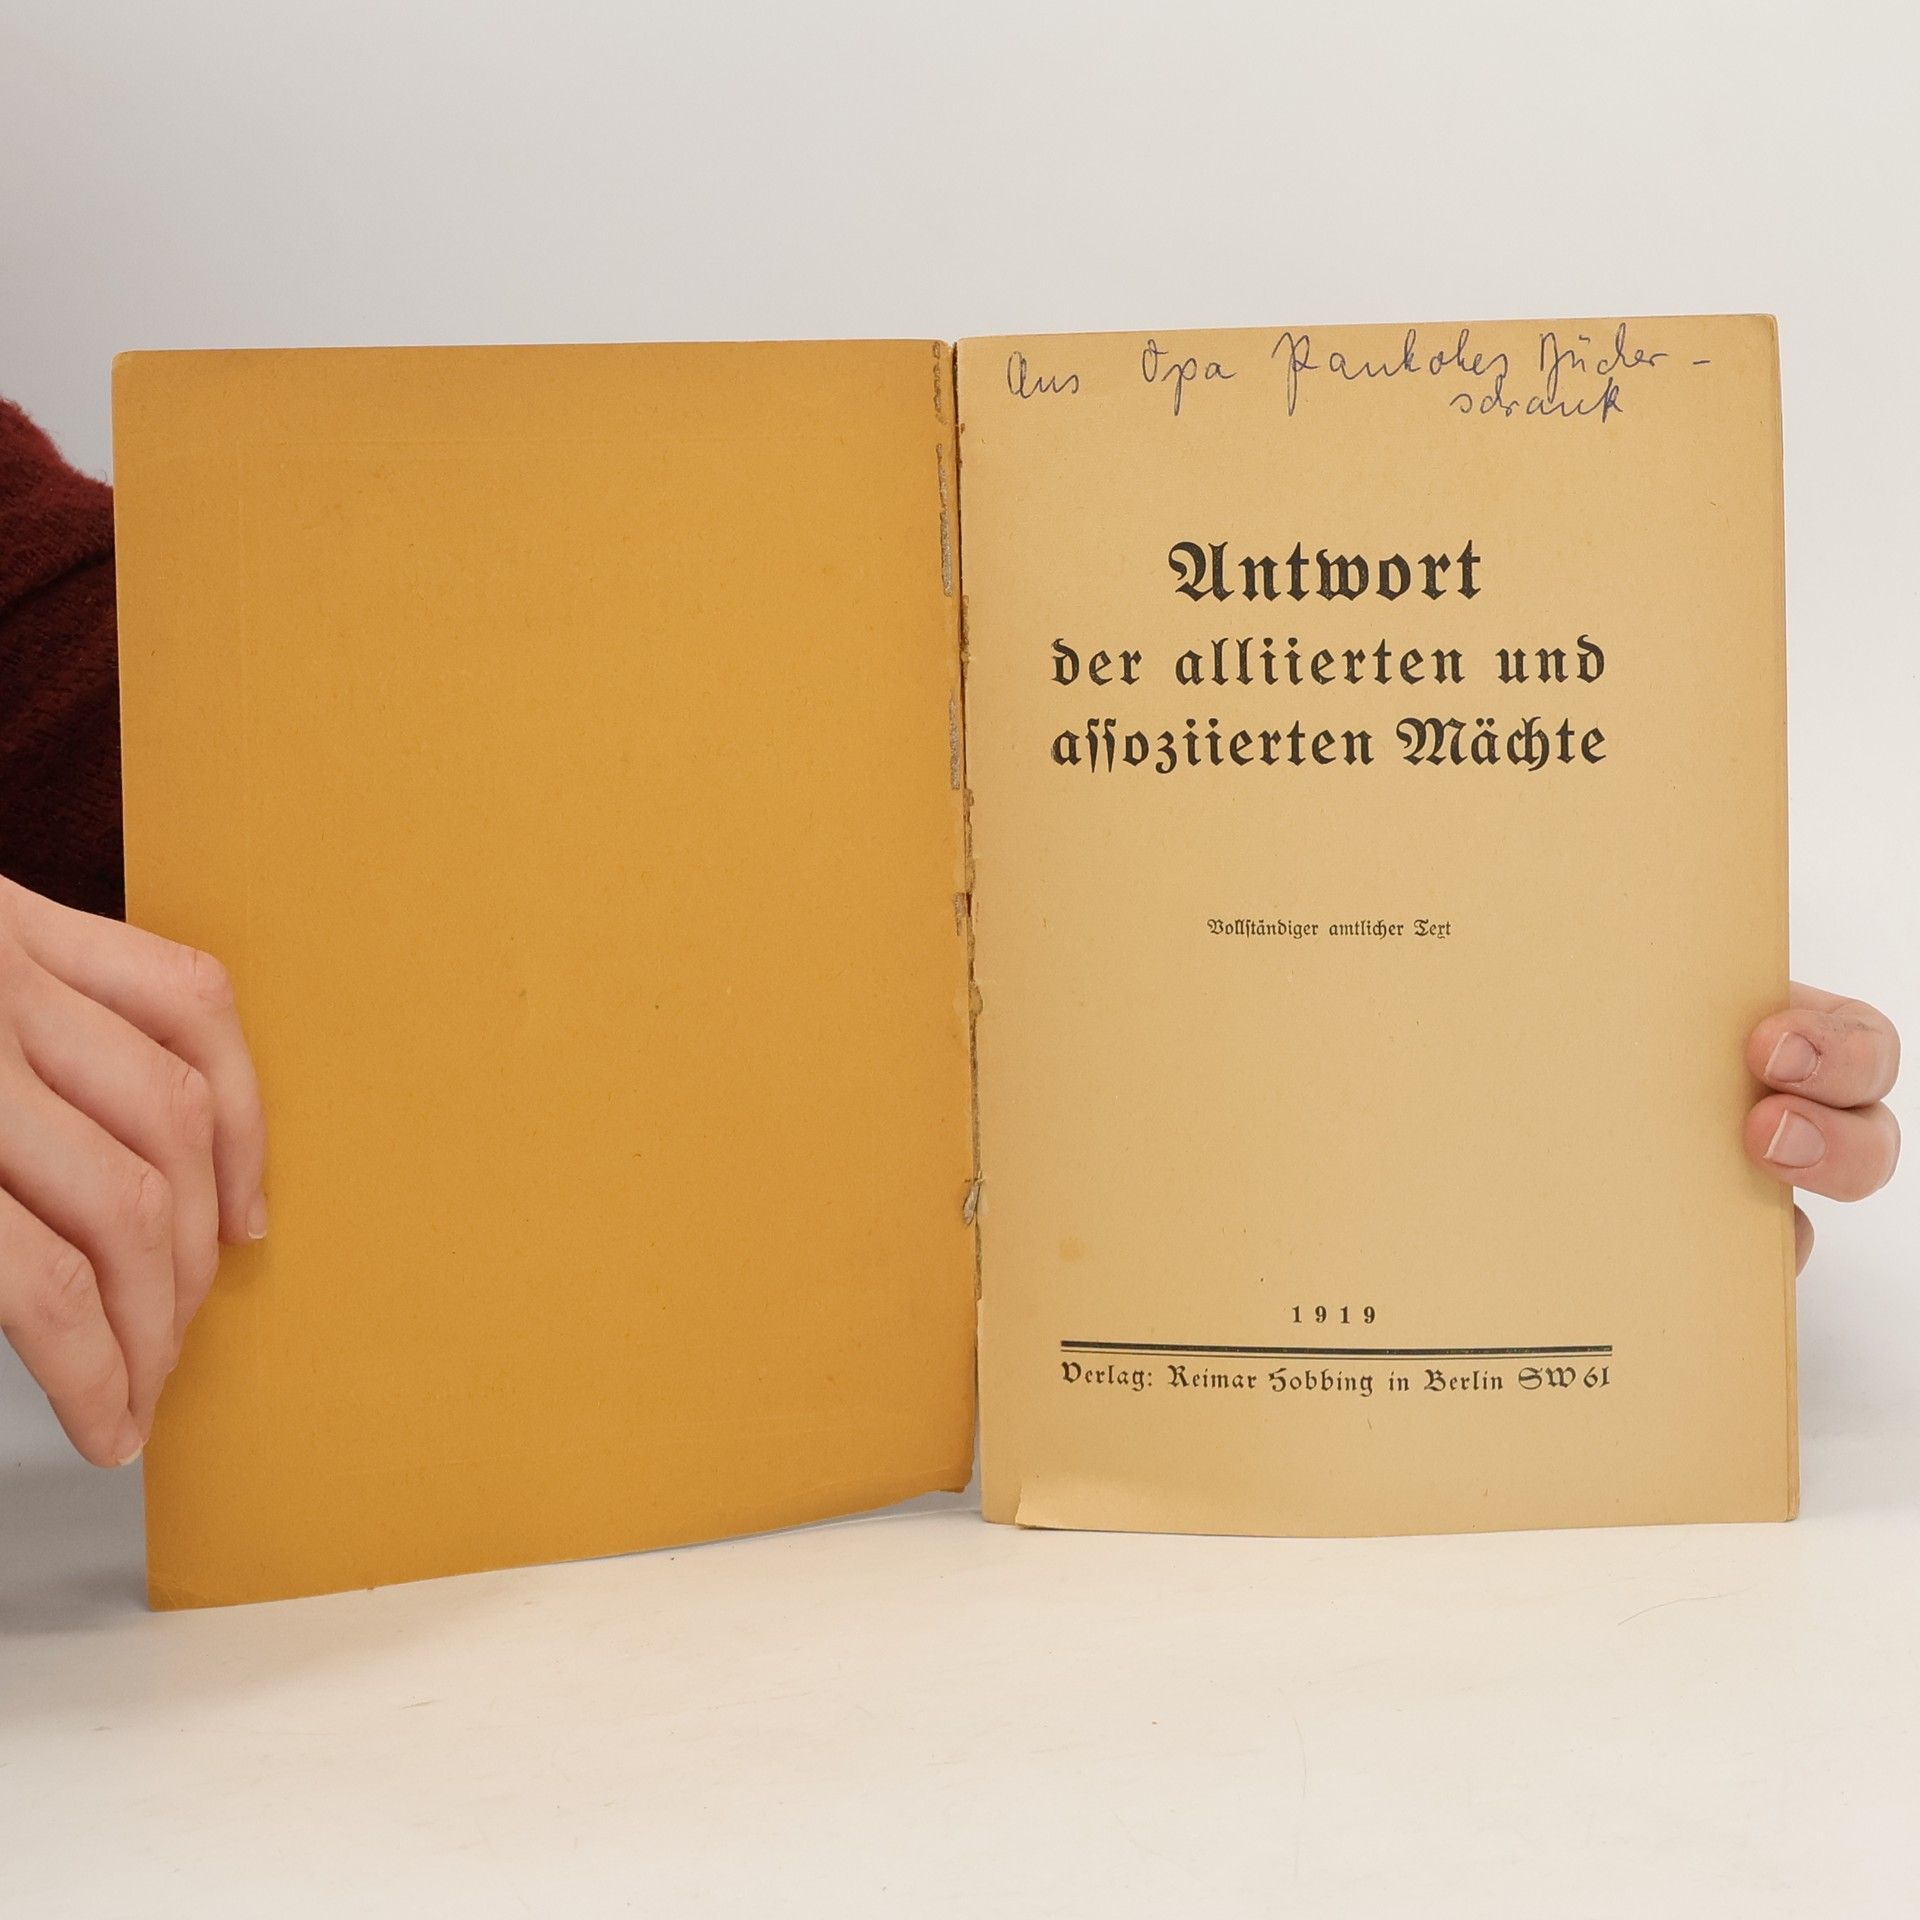 Aus Opa Pankokes Bücher-
schrank
Antwort
der alliierten und
aſſoziierten Mächte
Vollſtändiger amtlicher Text
1919
Verlag: Reimar Hobbing in Berlin SW 61